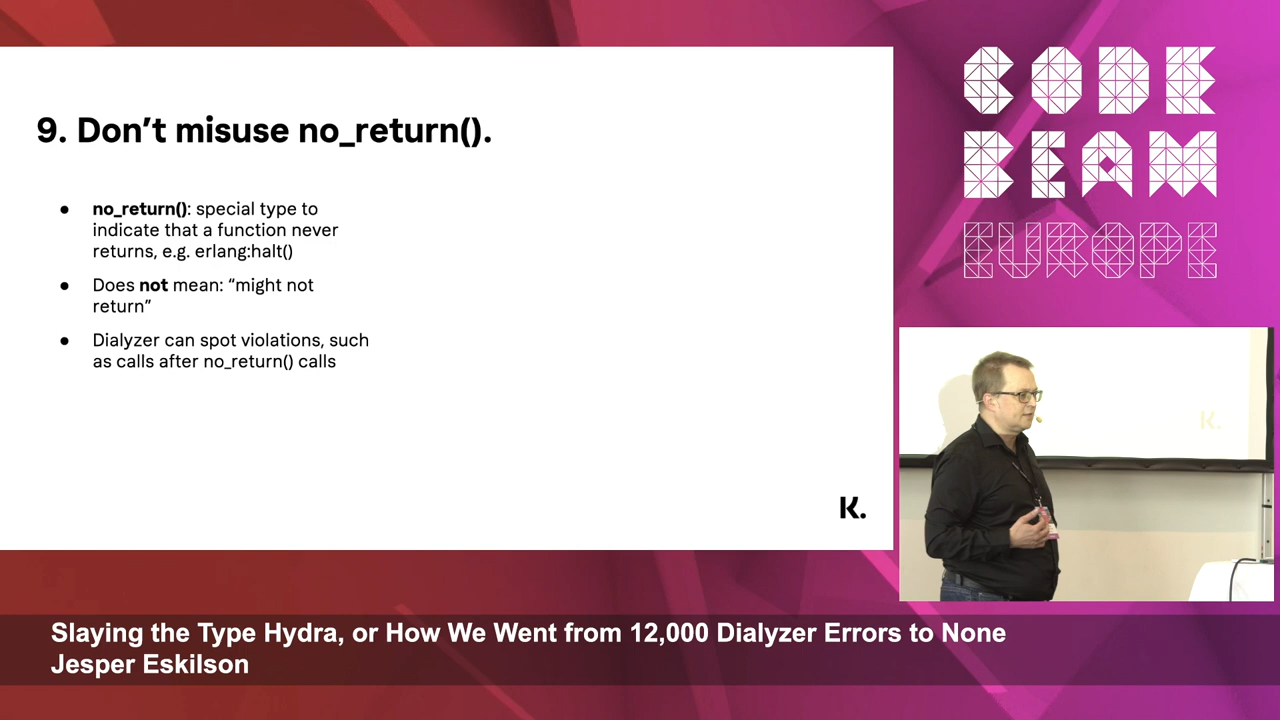 9. Don’t misuse no_return().
● no_return(): special type to
indicate that a function never
returns, e.g. erlang:halt()
● Does not mean: “might not
return”
● Dialyzer can spot violations, such
as calls after no_return() calls
K.
CODE
BEAM
EUROPE
K.
Slaying the Type Hydra, or How We Went from 12,000 Dialyzer Errors to None
Jesper Eskilson